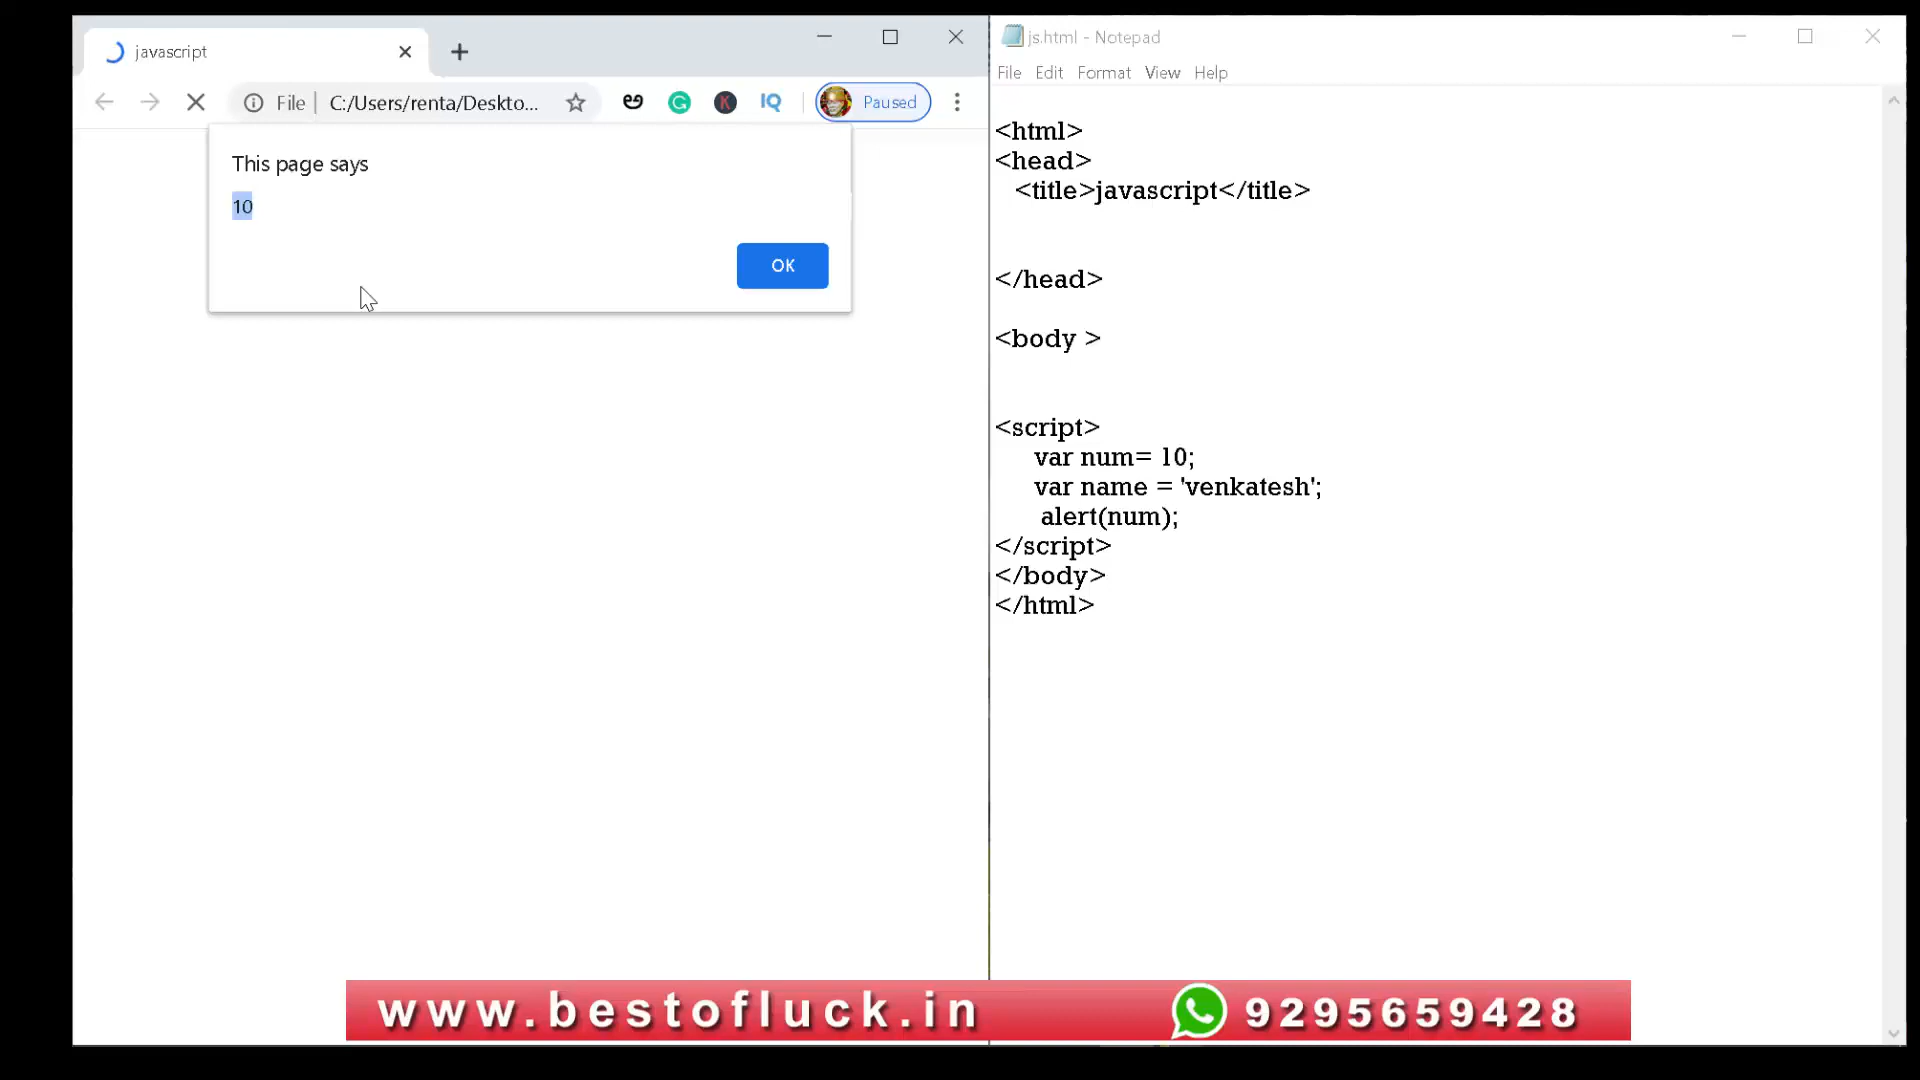 javascript
File
C:/Users/renta/Deskto...
IQ
Paused
This page says
10
OK
js.html - Notepad
File Edit Format View Help
<html>
<head>
<title>javascript</title>
</head>
<body >
<script>
var num= 10;
var name = 'venkatesh';
alert(num);
</script>
</body>
</html>
www.bestofluck.in
9295659428